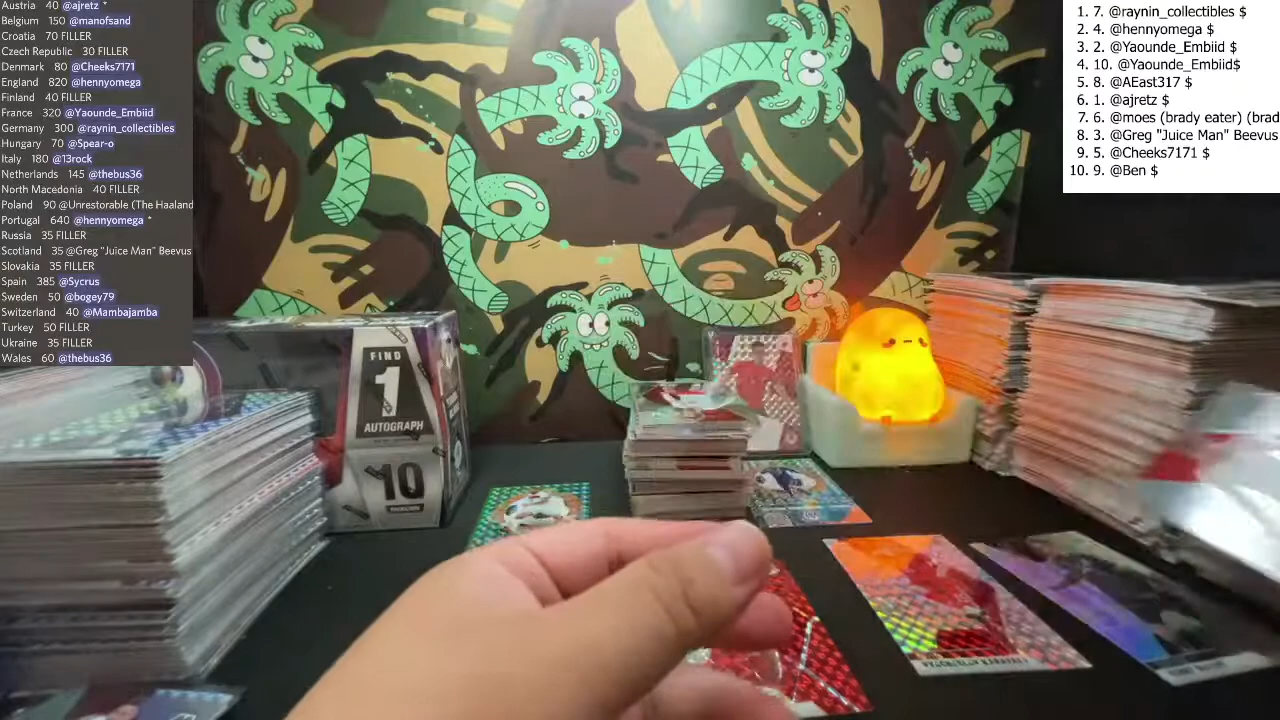 Austria 40 @ajretz *
Belgium 150 @manofsand
Croatia 70 FILLER
Czech Republic 30 FILLER
Denmark 80 @Cheeks7171
England 820 @hennyomega
Finland 40 FILLER
France 320 @Yaounde_Embiid
Germany 300 @raynin_collectibles
Hungary 70 @Spear-o
Italy 180 @13rock
Netherlands 145 @thebus36
North Macedonia 40 FILLER
Poland 90 @Unrestorable (The Haaland
Portugal 640 @hennyomega *
Russia 35 FILLER
Scotland 35 @Greg "Juice Man" Beevus
Slovakia 35 FILLER
Spain 385 @Sycrus
Sweden 50 @bogey79
Switzerland 40 @Mambajamba
Turkey 50 FILLER
Ukraine 35 FILLER
Wales 60 @thebus36
1. 7. @raynin_collectibles $
2. 4. @hennyomega $
3. 2. @Yaounde_Embiid $
4. 10. @Yaounde_Embiid$
5. 8. @AEast317 $
6. 1. @ajretz $
7. 6. @moes (brady eater) (brad
8. 3. @Greg "Juice Man" Beevus
9. 5. @Cheeks7171 $
10. 9. @Ben $
FIND
1
AUTOGRAPH
10